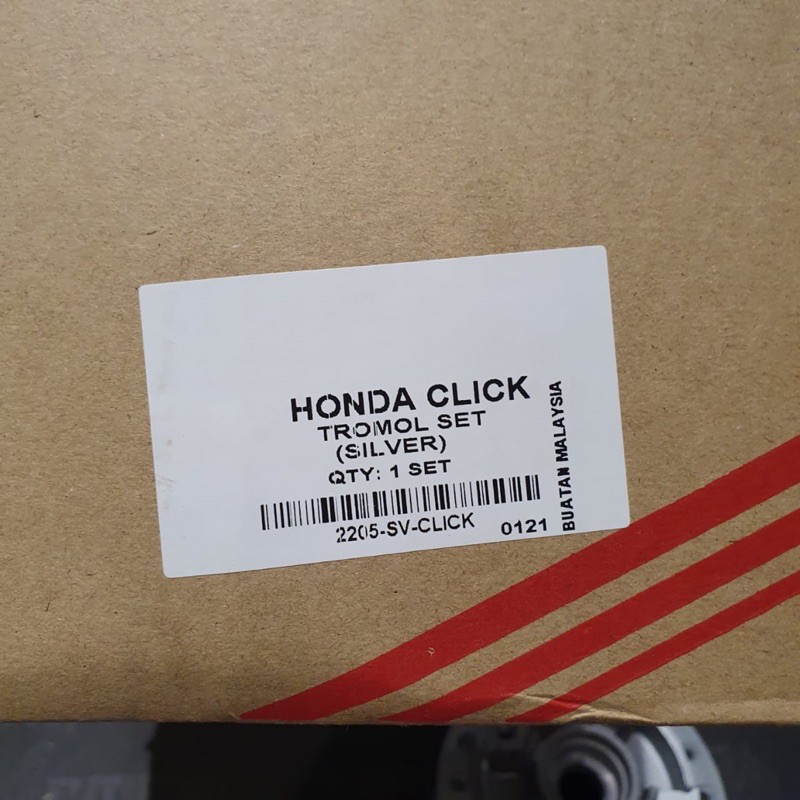 HONDA CLICK
TROMOL SET
(SILVER)
QTY: 1 SET
2205-SV-CLICK
0121
BUATAN MALAYSIA